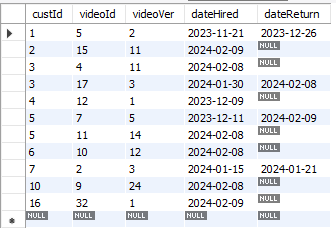 custId videoId videoVer dateHired dateReturn
1 5 2 2023-11-21 2023-12-26
2 15 11 2024-02-09 NULL
3 4 11 2024-02-08 NULL
3 17 3 2024-01-30 2024-02-08
4 12 1 2023-12-09 NULL
5 7 5 2023-12-11 2024-02-09
5 11 14 2024-02-08 NULL
6 10 12 2024-02-08 NULL
7 2 3 2024-01-15 2024-01-21
10 9 24 2024-02-08 NULL
16 32 1 2024-02-09 NULL
NULL NULL NULL NULL NULL